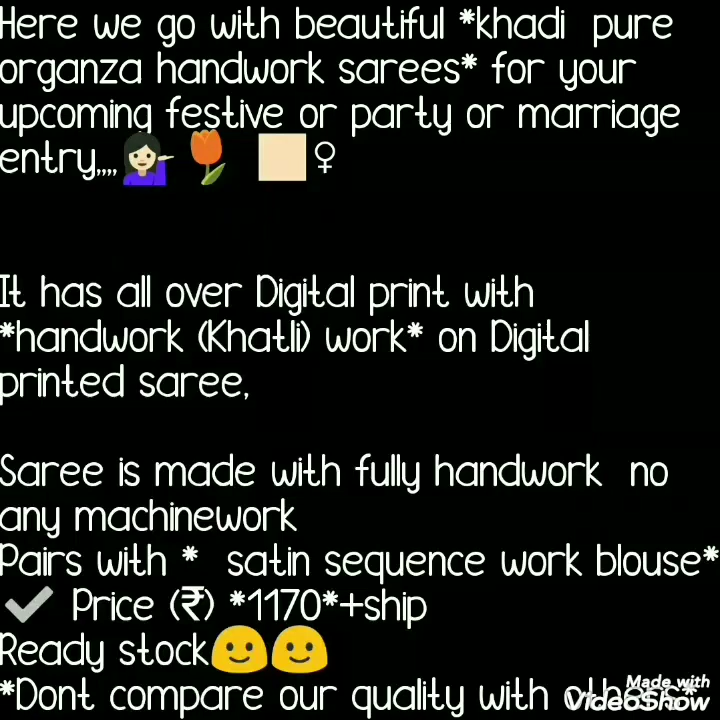 Here we go with beautiful *khadi pure
organza handwork sarees* for your
upcoming festive or party or marriage
entry,,,,💁🏻🌷 🏻♀
It has all over Digital print with
*handwork (Khatli) work* on Digital
printed saree,
Saree is made with fully handwork no
any machinework
Pairs with * satin sequence work blouse*
✔ Price (₹) *1170*+ship
Ready stock🙂🙂
*Dont compare our quality with others*
Made with
VideoShow